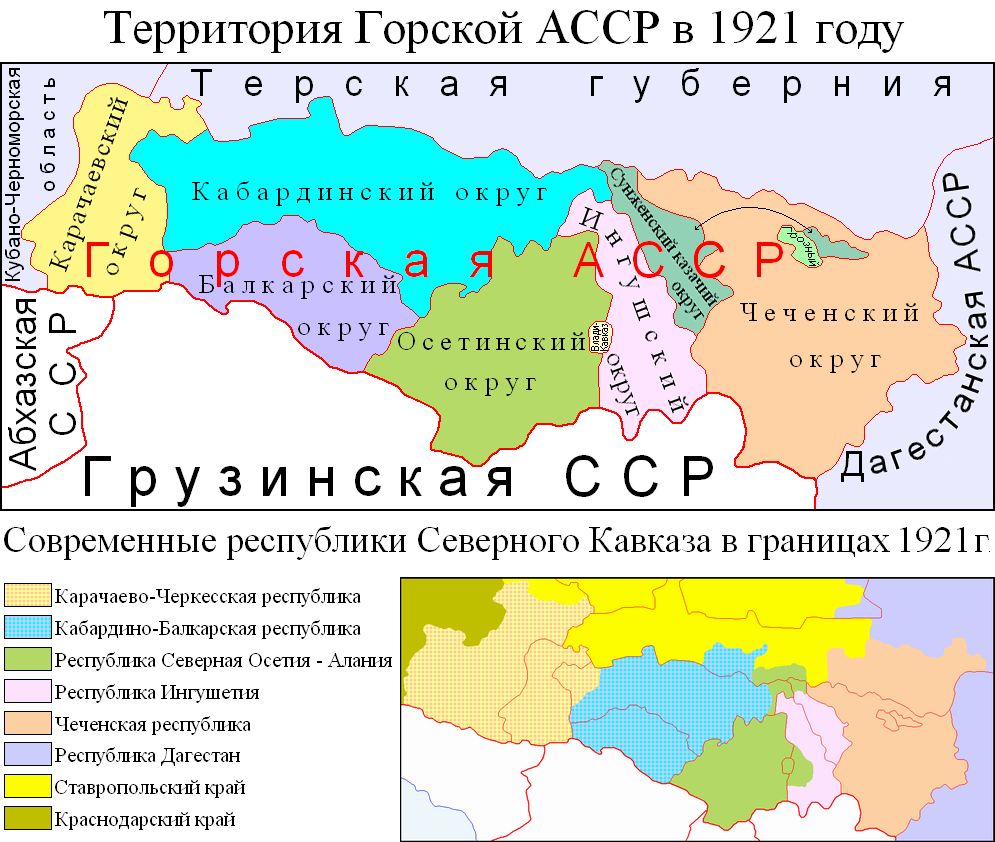 Территория Горской АССР в 1921 году
Терская губерния
Кубано-Черноморская
область
Карачаевский
округ
Кабардинский округ
Балкарский
округ
Горская АССР
Осетинский
округ
Влади-
Кавказ
Ингушский
округ
Сунженский казачий
округ
гор.
Грозный
Чеченский
округ
Дагестанская АССР
Абхазская
ССР
Грузинская ССР
Современные республики Северного Кавказа в границах 1921г.
Карачаево-Черкесская республика
Кабардино-Балкарская республика
Республика Северная Осетия - Алания
Республика Ингушетия
Чеченская республика
Республика Дагестан
Ставропольский край
Краснодарский край